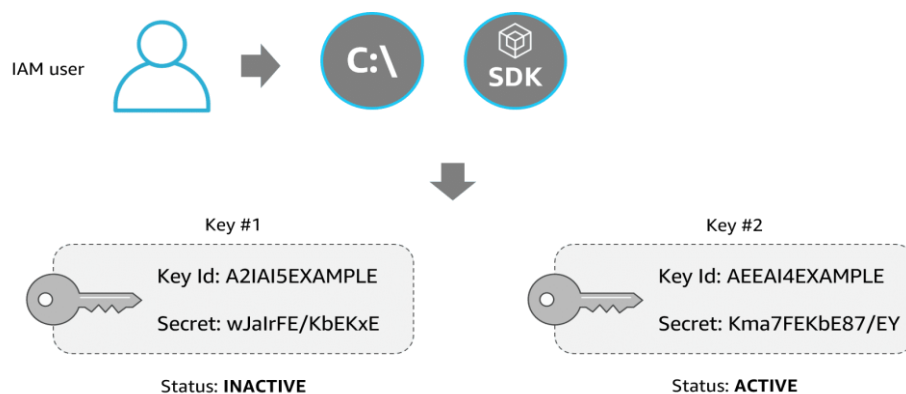 IAM user
C:\
SDK
Key #1
Key Id: A2IAI5EXAMPLE
Secret: wJaIrFE/KbEKxE
Status: INACTIVE
Key #2
Key Id: AEEAI4EXAMPLE
Secret: Kma7FEKbE87/EY
Status: ACTIVE